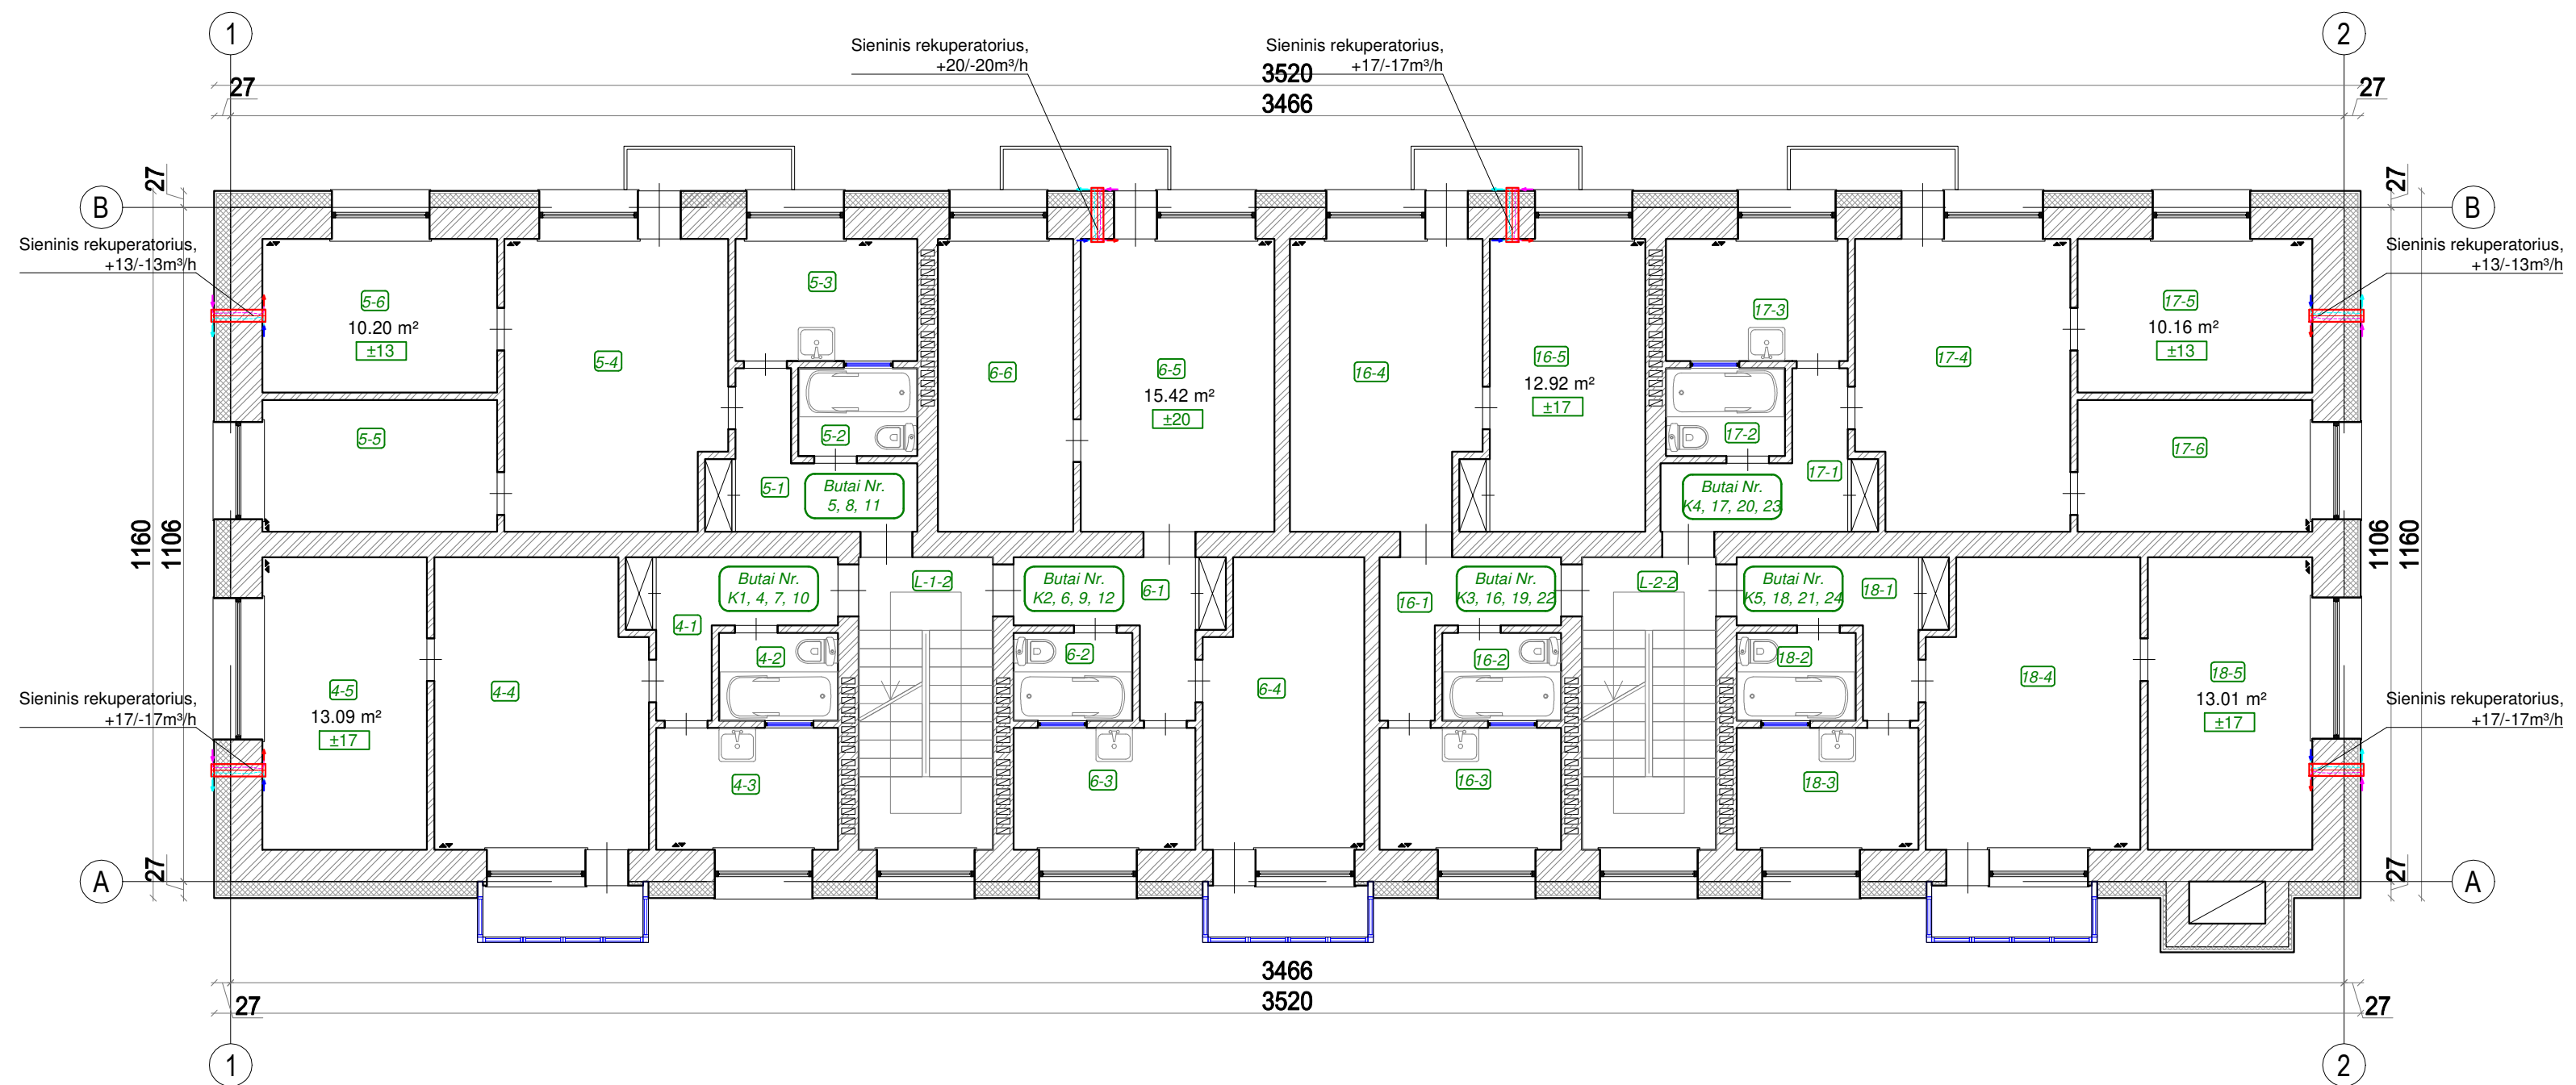 1
2
Sieninis rekuperatorius,
+20/-20m³/h
Sieninis rekuperatorius,
+17/-17m³/h
3520
27
27
3466
27
27
B
B
Sieninis rekuperatorius,
+13/-13m³/h
Sieninis rekuperatorius,
+13/-13m³/h
5-6
10.20 m²
±13
5-4
5-3
6-6
6-5
15.42 m²
±20
16-4
16-5
12.92 m²
±17
17-3
17-4
17-5
10.16 m²
±13
5-5
5-2
5-1
Butai Nr.
5, 8, 11
17-2
17-1
Butai Nr.
K4, 17, 20, 23
17-6
1160
1106
1106
1160
Butai Nr.
K1, 4, 7, 10
L-1-2
Butai Nr.
K2, 6, 9, 12
6-1
16-1
Butai Nr.
K3, 16, 19, 22
L-2-2
Butai Nr.
K5, 18, 21, 24
18-1
4-1
4-2
6-2
16-2
18-2
4-5
13.09 m²
±17
4-4
6-4
18-4
18-5
13.01 m²
±17
Sieninis rekuperatorius,
+17/-17m³/h
Sieninis rekuperatorius,
+17/-17m³/h
4-3
6-3
16-3
18-3
27
27
A
A
3466
27
27
3520
1
2